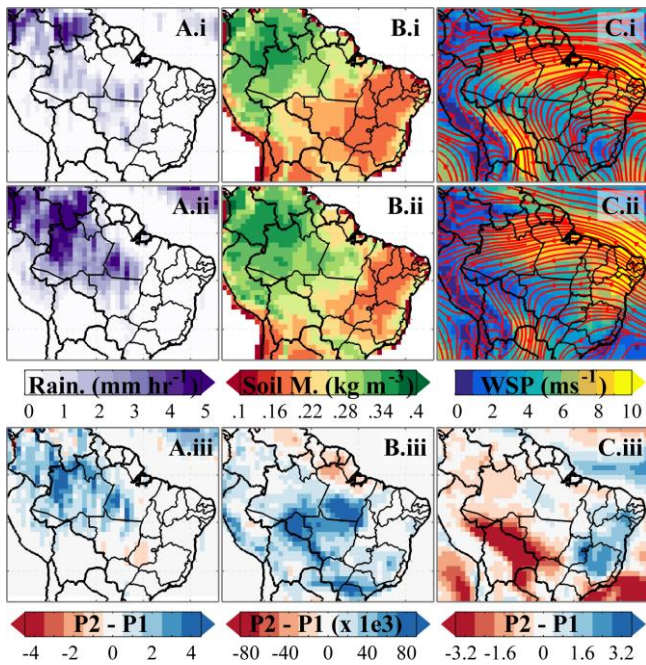 A.i B.i C.i
A.ii B.ii C.ii
Rain. (mm hr⁻¹) Soil M. (kg m⁻³) WSP (ms⁻¹)
0 1 2 3 4 5 .1 .16 .22 .28 .34 .4 0 2 4 6 8 10
A.iii B.iii C.iii
P2 - P1 P2 - P1 (x 1e3) P2 - P1
-4 -2 0 2 4 -80 -40 0 40 80 -3.2 -1.6 0 1.6 3.2